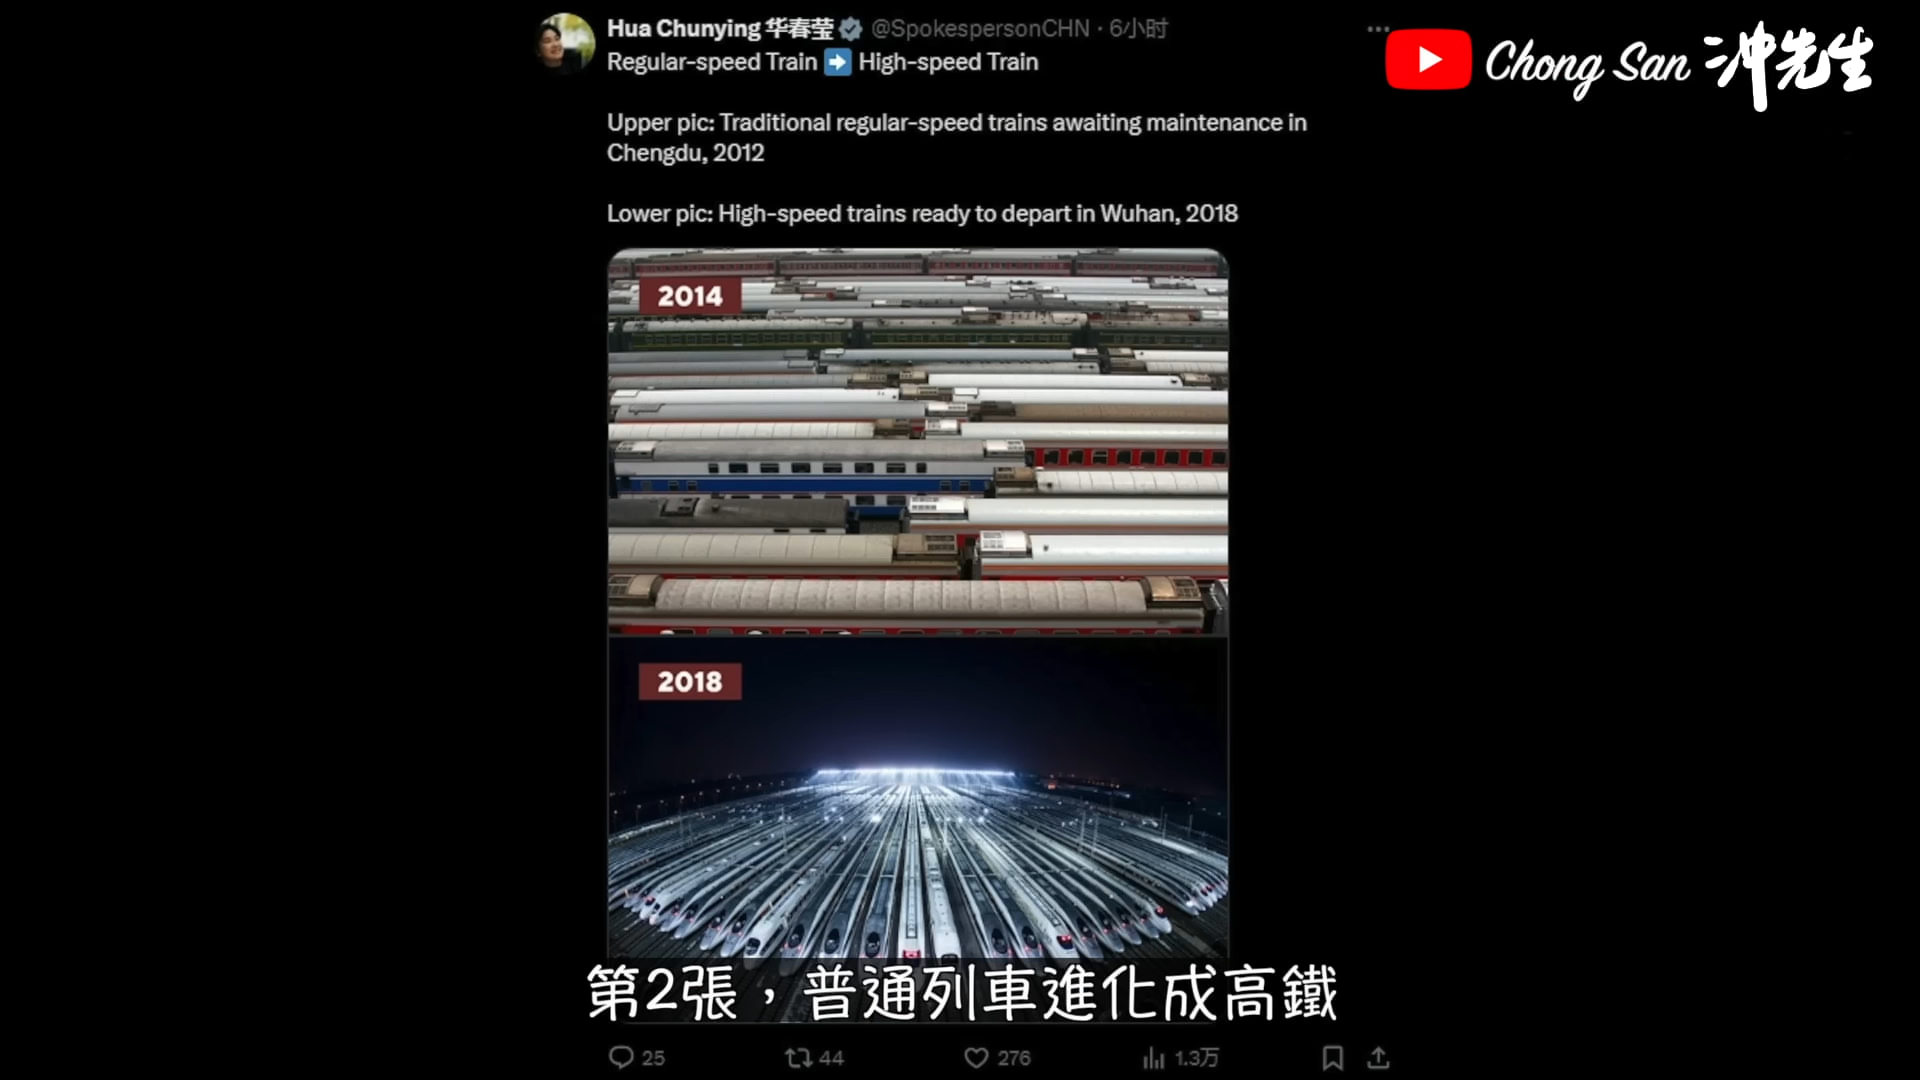 Hua Chunying 华春莹 @SpokespersonCHN · 6小时
Regular-speed Train ➡ High-speed Train
Upper pic: Traditional regular-speed trains awaiting maintenance in
Chengdu, 2012
Lower pic: High-speed trains ready to depart in Wuhan, 2018
Chong San 沖先生
2014
2018
第2張，普通列車進化成高鐵
25 44 276 1.3万